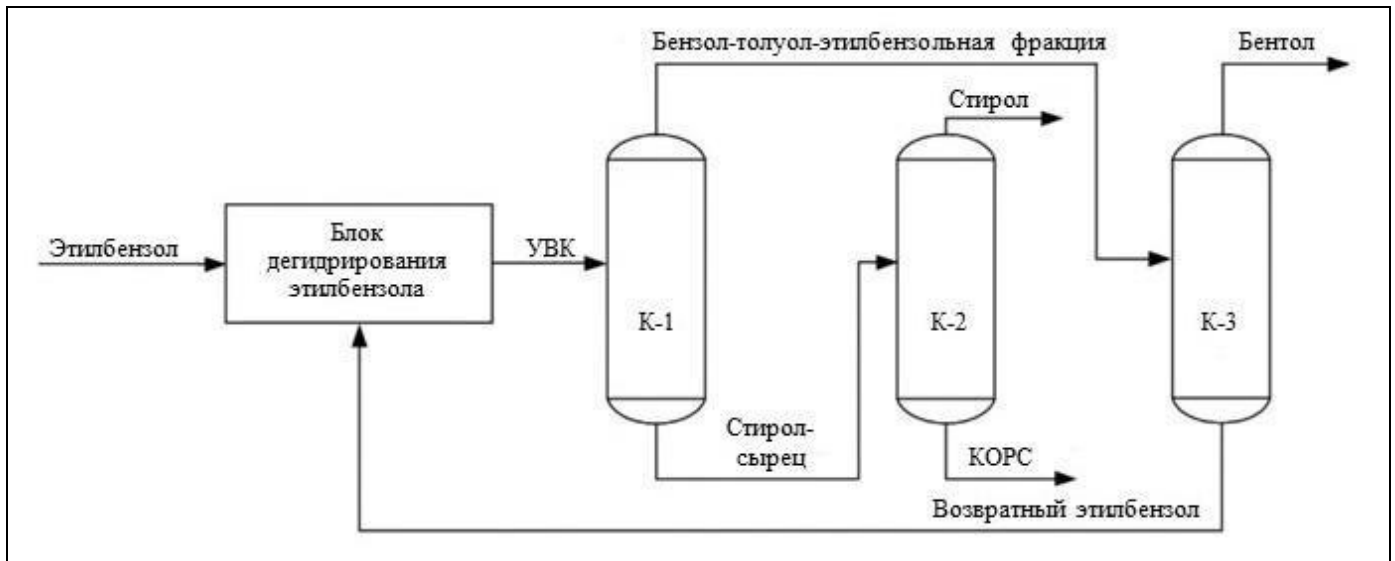 Бензол-толуол-этилбензольная фракция
Бентол
Стирол
Этилбензол
Блок
дегидрирования
этилбензола
УВК
К-1
К-2
К-3
Стирол-
сырец
КОРС
Возвратный этилбензол